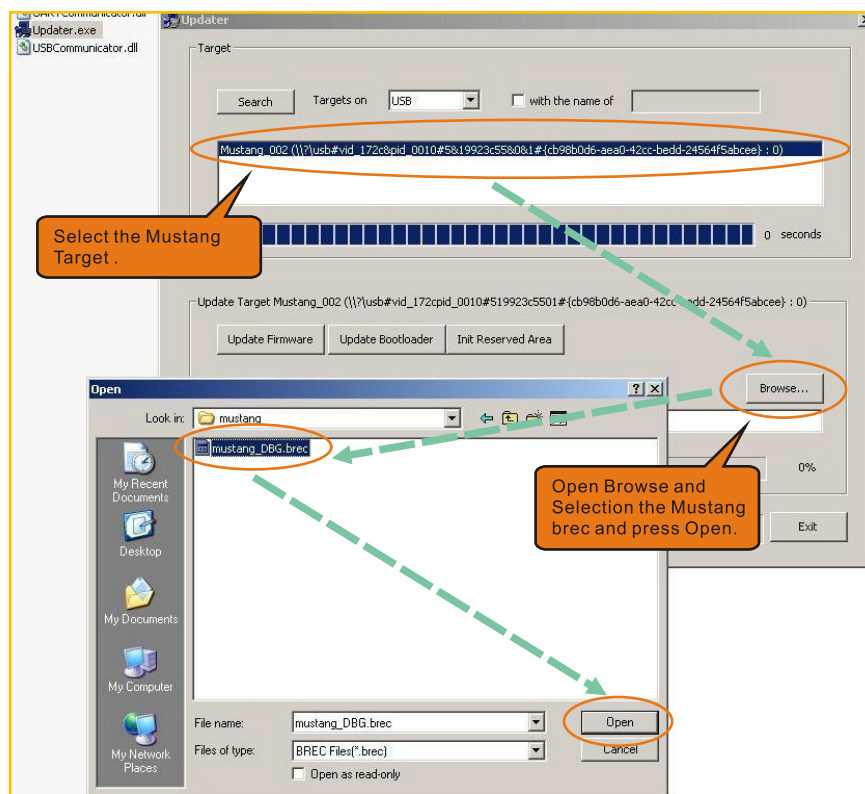 UARTCommunicator.dll
Updater.exe
USBCommunicator.dll
Updater
Target
Search
Targets on
USB
with the name of
Mustang_002 (\\?\usb#vid_172c&pid_0010#5&19923c55&0&1#{cb98b0d6-aea0-42cc-bedd-24564f5abcee} : 0)
Select the Mustang
Target .
0 seconds
Update Target Mustang_002 (\\?\usb#vid_172cpid_0010#519923c5501#{cb98b0d6-aea0-42cc-bedd-24564f5abcee} : 0)
Update Firmware
Update Bootloader
Init Reserved Area
Browse...
0%
Open Browse and
Selection the Mustang
brec and press Open.
Exit
Open
Look in:
mustang
mustang_DBG.brec
My Recent
Documents
Desktop
My Documents
My Computer
My Network
Places
File name:
mustang_DBG.brec
Open
Files of type:
BREC Files(*.brec)
Cancel
Open as read-only